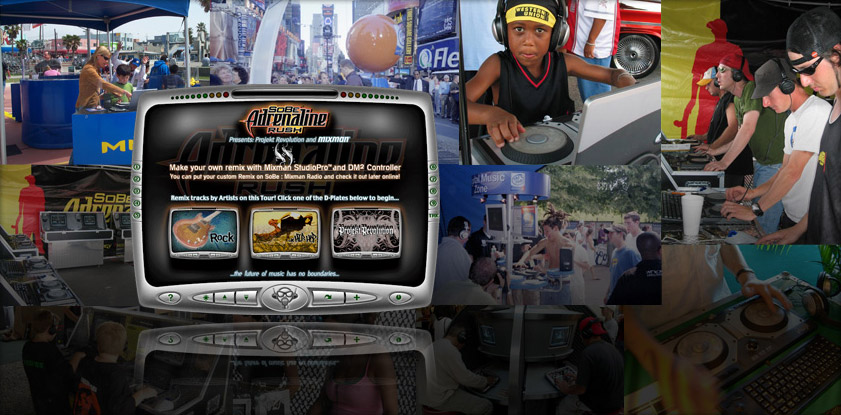 SoBE
Adrenaline
RUSH
Presents: Projekt Revolution and MIXMAN
Make your own remix with Mixman StudioPro™ and DM² Controller
You can put your custom Remix on SoBe : Mixman Radio and check it out later online!
Remix tracks by Artists on this Tour! Click one of the D-Plates below to begin...
Rock
Projekt Revolution
...the future of music has no boundaries...
WESTERN
UNION
Music
Zone